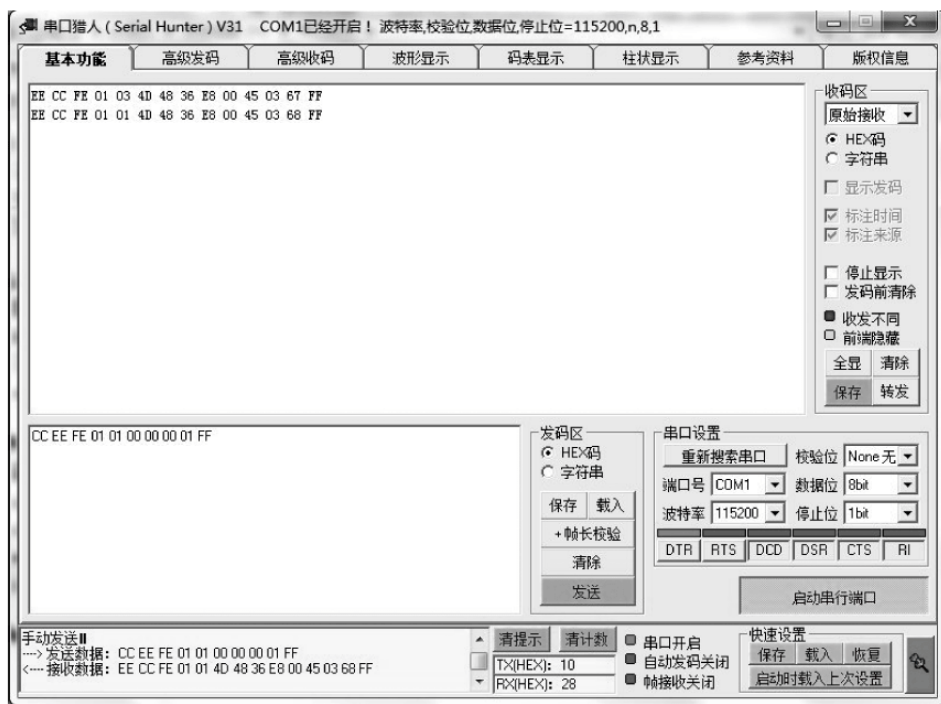 串口猎人（Serial Hunter）V31 COM1已经开启！ 波特率,校验位,数据位,停止位=115200,n,8,1
基本功能 高级发码 高级收码 波形显示 码表显示 柱状显示 参考资料 版权信息
EE CC FE 01 03 4D 48 36 E8 00 45 03 67 FF
EE CC FE 01 01 4D 48 36 E8 00 45 03 68 FF
收码区
原始接收
HEX码
字符串
显示发码
标注时间
标注来源
停止显示
发码前清除
收发不同
前端隐藏
全显 清除
保存 转发
CC EE FE 01 01 00 00 00 01 FF
发码区
HEX码
字符串
保存 载入
+帧长校验
清除
发送
串口设置
重新搜索串口 校验位 None 无
端口号 COM1 数据位 8bit
波特率 115200 停止位 1bit
DTR RTS DCD DSR CTS RI
启动串行端口
手动发送
---> 发送数据： CC EE FE 01 01 00 00 00 01 FF
<--- 接收数据： EE CC FE 01 01 4D 48 36 E8 00 45 03 68 FF
清提示 清计数
TX(HEX): 10
RX(HEX): 28
串口开启
自动发码关闭
帧接收关闭
快速设置
保存 载入 恢复
启动时载入上次设置